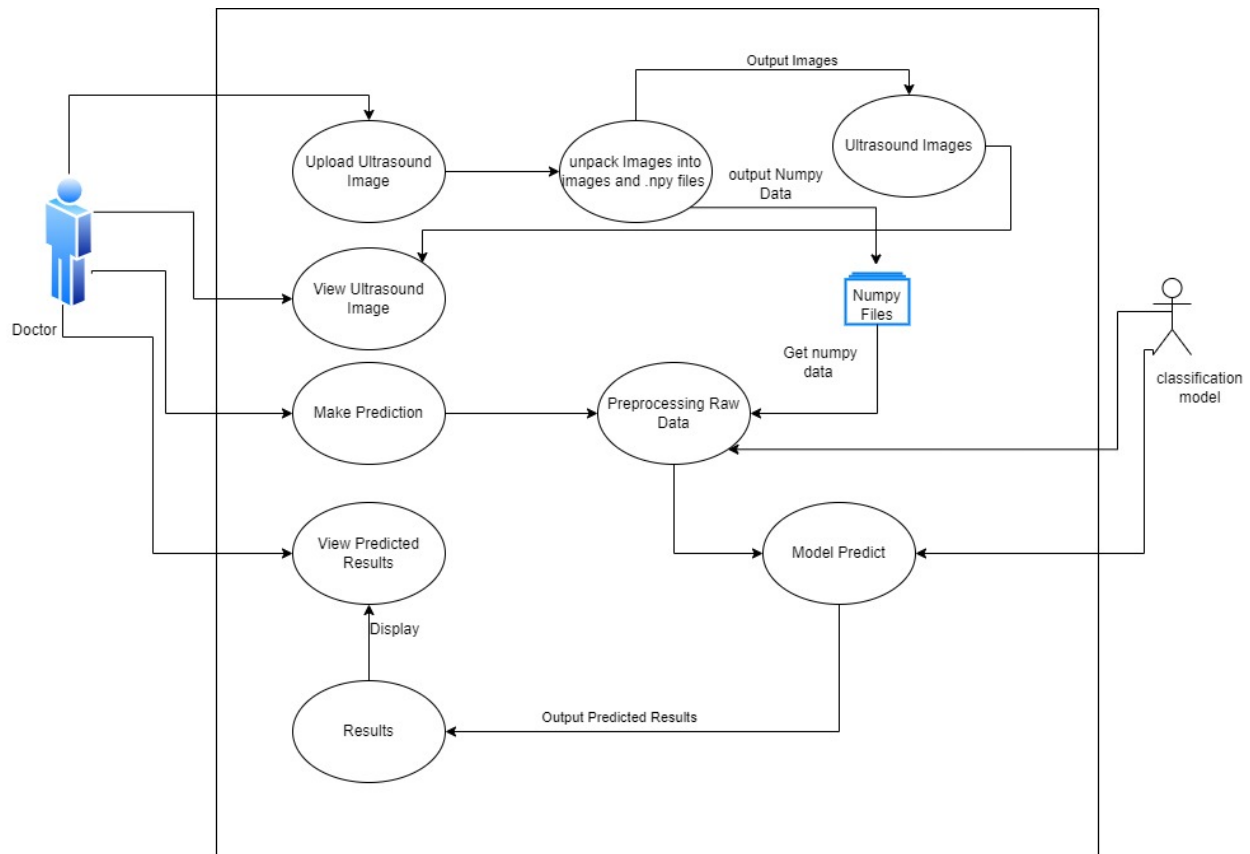 Output Images
Upload Ultrasound
Image
unpack Images into
images and .npy files
Ultrasound Images
output Numpy
Data
View Ultrasound
Image
Numpy
Files
Doctor
Get numpy
data
classification
model
Make Prediction
Preprocessing Raw
Data
View Predicted
Results
Model Predict
Display
Results
Output Predicted Results